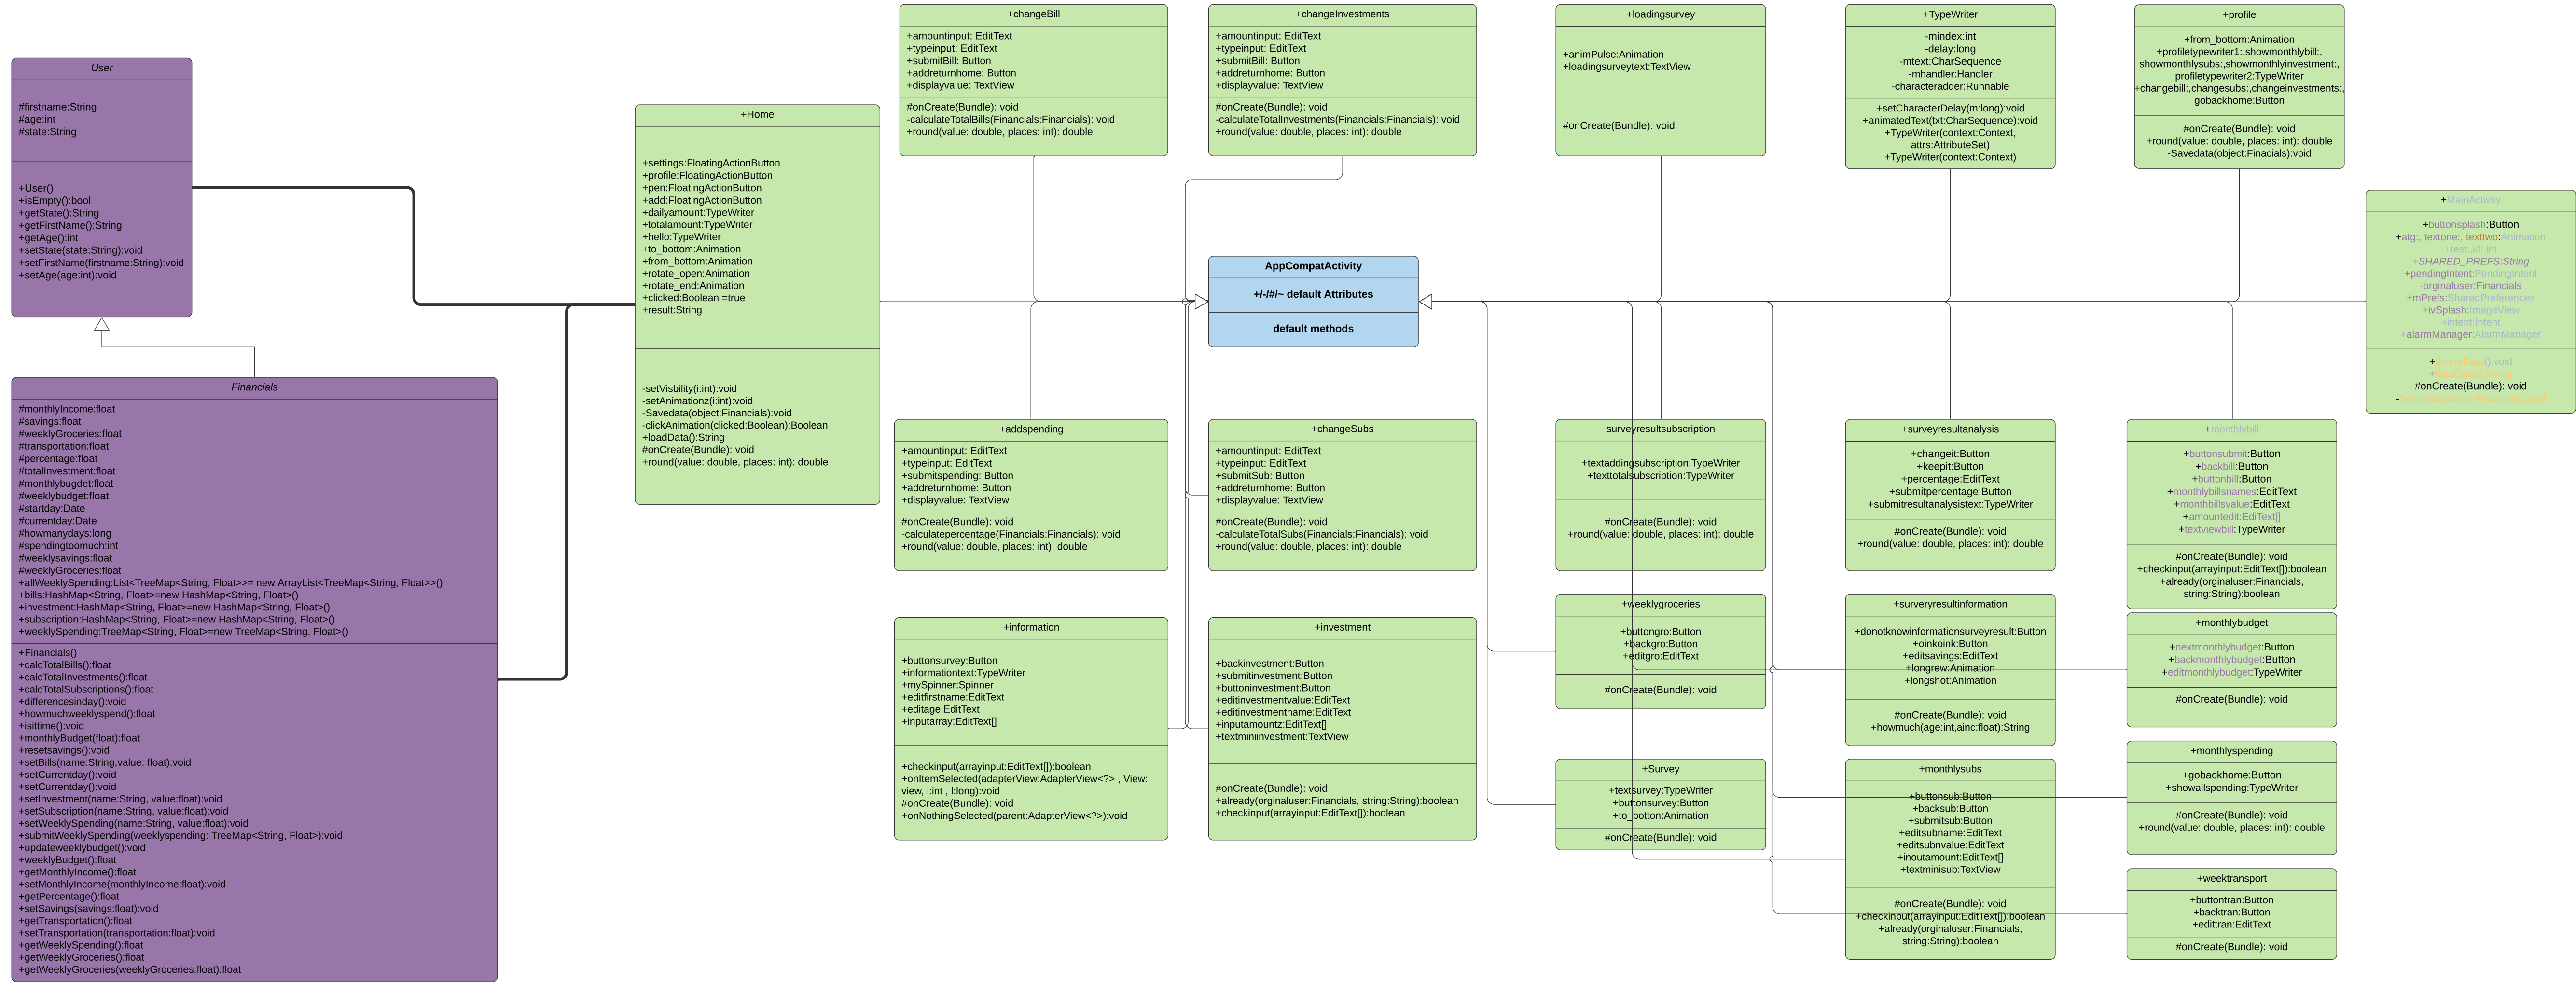 User
#firstname:String
#age:int
#state:String
+User()
+isEmpty():bool
+getState():String
+getFirstName():String
+getAge():int
+setState(state:String):void
+setFirstName(firstname:String):void
+setAge(age:int):void
Financials
#monthlyIncome:float
#savings:float
#weeklyGroceries:float
#transportation:float
#percentage:float
#totalInvestment:float
#monthlybugdet:float
#weeklybudget:float
#startday:Date
#currentday:Date
#howmanydays:long
#spendingtoomuch:int
#weeklysavings:float
#weeklyGroceries:float
+allWeeklySpending:List<TreeMap<String, Float>>= new ArrayList<TreeMap<String, Float>>()
+bills:HashMap<String, Float>=new HashMap<String, Float>()
+investment:HashMap<String, Float>=new HashMap<String, Float>()
+subscription:HashMap<String, Float>=new HashMap<String, Float>()
+weeklySpending:TreeMap<String, Float>=new TreeMap<String, Float>()
+Financials()
+calcTotalBills():float
+calcTotalInvestments():float
+calcTotalSubscriptions():float
+differencesinday():void
+howmuchweeklyspend():float
+isittime():void
+monthlyBudget(float):float
+resetsavings():void
+setBills(name:String,value: float):void
+setCurrentday():void
+setCurrentday():void
+setInvestment(name:String, value:float):void
+setSubscription(name:String, value:float):void
+setWeeklySpending(name:String, value:float):void
+submitWeeklySpending(weeklyspending: TreeMap<String, Float>):void
+updateweeklybudget():void
+weeklyBudget():float
+getMonthlyIncome():float
+setMonthlyIncome(monthlyIncome:float):void
+getPercentage():float
+setSavings(savings:float):void
+getTransportation():float
+setTransportation(transportation:float):void
+getWeeklySpending():float
+getWeeklyGroceries():float
+getWeeklyGroceries(weeklyGroceries:float):float
+Home
+settings:FloatingActionButton
+profile:FloatingActionButton
+pen:FloatingActionButton
+add:FloatingActionButton
+dailyamount:TypeWriter
+totalamount:TypeWriter
+hello:TypeWriter
+to_bottom:Animation
+from_bottom:Animation
+rotate_open:Animation
+rotate_end:Animation
+clicked:Boolean =true
+result:String
-setVisbility(i:int):void
-setAnimationz(i:int):void
-Savedata(object:Financials):void
-clickAnimation(clicked:Boolean):Boolean
+loadData():String
#onCreate(Bundle): void
+round(value: double, places: int): double
+changeBill
+amountinput: EditText
+typeinput: EditText
+submitBill: Button
+addreturnhome: Button
+displayvalue: TextView
#onCreate(Bundle): void
-calculateTotalBills(Financials:Financials): void
+round(value: double, places: int): double
+changeInvestments
+amountinput: EditText
+typeinput: EditText
+submitBill: Button
+addreturnhome: Button
+displayvalue: TextView
#onCreate(Bundle): void
-calculateTotalInvestments(Financials:Financials): void
+round(value: double, places: int): double
+loadingsurvey
+animPulse:Animation
+loadingsurveytext:TextView
#onCreate(Bundle): void
+TypeWriter
-mindex:int
-delay:long
-mtext:CharSequence
-mhandler:Handler
-characteradder:Runnable
+setCharacterDelay(m:long):void
+animatedText(txt:CharSequence):void
+TypeWriter(context:Context,
attrs:AttributeSet)
+TypeWriter(context:Context)
+profile
+from_bottom:Animation
+profiletypewriter1:,showmonthlybill:,
showmonthlysubs:,showmonthlyinvestment:,
profiletypewriter2:TypeWriter
+changebill:,changesubs:,changeinvestments:,
gobackhome:Button
#onCreate(Bundle): void
+round(value: double, places: int): double
-Savedata(object:Finacials):void
+MainActivity
+buttonsplash:Button
+atg:, textone:, texttwo:Animation
+test:,id: int
+SHARED_PREFS:String
+pendingIntent:PendingIntent
-orginaluser:Financials
+mPrefs:SharedPreferences
+ivSplash:ImageView
+intent:Intent
+alarmManager:AlarmManager
+deleteData():void
+loadData():String
#onCreate(Bundle): void
-Savedata(object:Financials):void
AppCompatActivity
+/-/#/~ default Attributes
default methods
+addspending
+amountinput: EditText
+typeinput: EditText
+submitspending: Button
+addreturnhome: Button
+displayvalue: TextView
#onCreate(Bundle): void
-calculatepercentage(Financials:Financials): void
+round(value: double, places: int): double
+changeSubs
+amountinput: EditText
+typeinput: EditText
+submitSub: Button
+addreturnhome: Button
+displayvalue: TextView
#onCreate(Bundle): void
-calculateTotalSubs(Financials:Financials): void
+round(value: double, places: int): double
surveyresultsubscription
+textaddingsubscription:TypeWriter
+texttotalsubscription:TypeWriter
#onCreate(Bundle): void
+round(value: double, places: int): double
+surveyresultanalysis
+changeit:Button
+keepit:Button
+percentage:EditText
+submitpercentage:Button
+submitresultanalysistext:TypeWriter
#onCreate(Bundle): void
+round(value: double, places: int): double
+monthlybill
+buttonsubmit:Button
+backbill:Button
+buttonbill:Button
+monthlybillsnames:EditText
+monthbillsvalue:EditText
+amountedit:EdiText[]
+textviewbill:TypeWriter
#onCreate(Bundle): void
+checkinput(arrayinput:EditText[]):boolean
+already(orginaluser:Financials,
string:String):boolean
+information
+buttonsurvey:Button
+informationtext:TypeWriter
+mySpinner:Spinner
+editfirstname:EditText
+editage:EditText
+inputarray:EditText[]
+checkinput(arrayinput:EditText[]):boolean
+onItemSelected(adapterView:AdapterView<?> , View:
view, i:int , l:long):void
#onCreate(Bundle): void
+onNothingSelected(parent:AdapterView<?>):void
+investment
+backinvestment:Button
+submitinvestment:Button
+buttoninvestment:Button
+editinvestmentvalue:EditText
+editinvestmentname:EditText
+inputamountz:EditText[]
+textminiinvestment:TextView
#onCreate(Bundle): void
+already(orginaluser:Financials, string:String):boolean
+checkinput(arrayinput:EditText[]):boolean
+weeklygroceries
+buttongro:Button
+backgro:Button
+editgro:EditText
#onCreate(Bundle): void
+surveryresultinformation
+donotknowinformationsurveyresult:Button
+oinkoink:Button
+editsavings:EditText
+longrew:Animation
+longshot:Animation
#onCreate(Bundle): void
+howmuch(age:int,ainc:float):String
+monthlybudget
+nextmonthlybudget:Button
+backmonthlybudget:Button
+editmonthlybudget:TypeWriter
#onCreate(Bundle): void
+Survey
+textsurvey:TypeWriter
+buttonsurvey:Button
+to_botton:Animation
#onCreate(Bundle): void
+monthlysubs
+buttonsub:Button
+backsub:Button
+submitsub:Button
+editsubname:EditText
+editsubnvalue:EditText
+inoutamount:EditText[]
+textminisub:TextView
#onCreate(Bundle): void
+checkinput(arrayinput:EditText[]):boolean
+already(orginaluser:Financials,
string:String):boolean
+monthlyspending
+gobackhome:Button
+showallspending:TypeWriter
#onCreate(Bundle): void
+round(value: double, places: int): double
+weektransport
+buttontran:Button
+backtran:Button
+edittran:EditText
#onCreate(Bundle): void